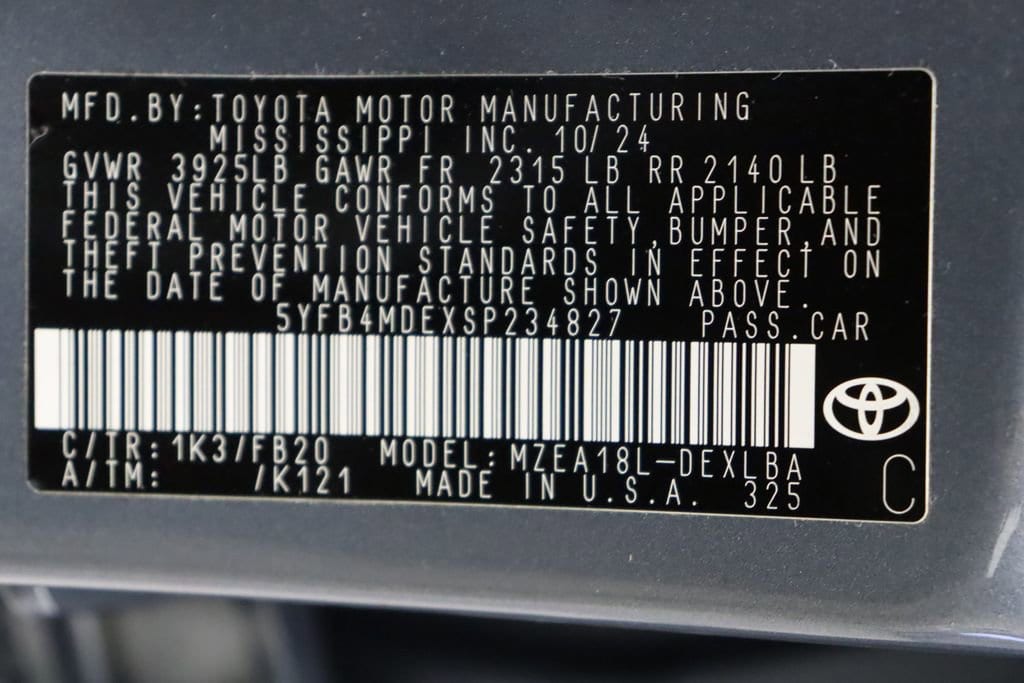 MFD.BY:TOYOTA MOTOR MANUFACTURING
MISSISSIPPI INC. 10/24
GVWR 3925LB GAWR FR 2315 LB RR 2140 LB
THIS VEHICLE CONFORMS TO ALL APPLICABLE
FEDERAL MOTOR VEHICLE SAFETY,BUMPER,AND
THEFT PREVENTION STANDARDS IN EFFECT ON
THE DATE OF MANUFACTURE SHOWN ABOVE.
5YFB4MDEXSP234827 PASS.CAR
C/TR:1K3/FB20 MODEL:MZEA18L-DEXLBA
A/TM: /K121 MADE IN U.S.A. 325 C